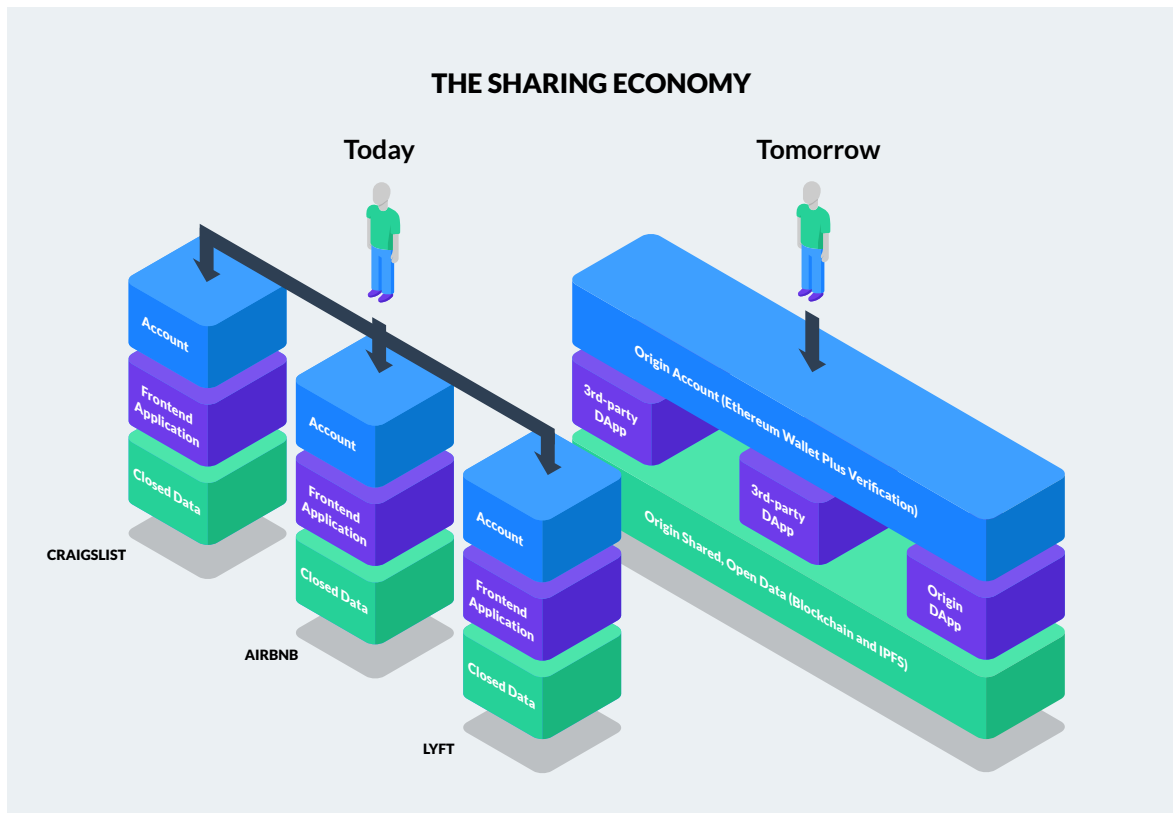 THE SHARING ECONOMY
Today
Tomorrow
Account
Frontend
Application
Closed Data
CRAIGSLIST
Account
Frontend
Application
Closed Data
AIRBNB
Account
Frontend
Application
Closed Data
LYFT
Origin Account (Ethereum Wallet Plus Verification)
3rd-party
DApp
3rd-party
DApp
Origin
DApp
Origin Shared, Open Data (Blockchain and IPFS)